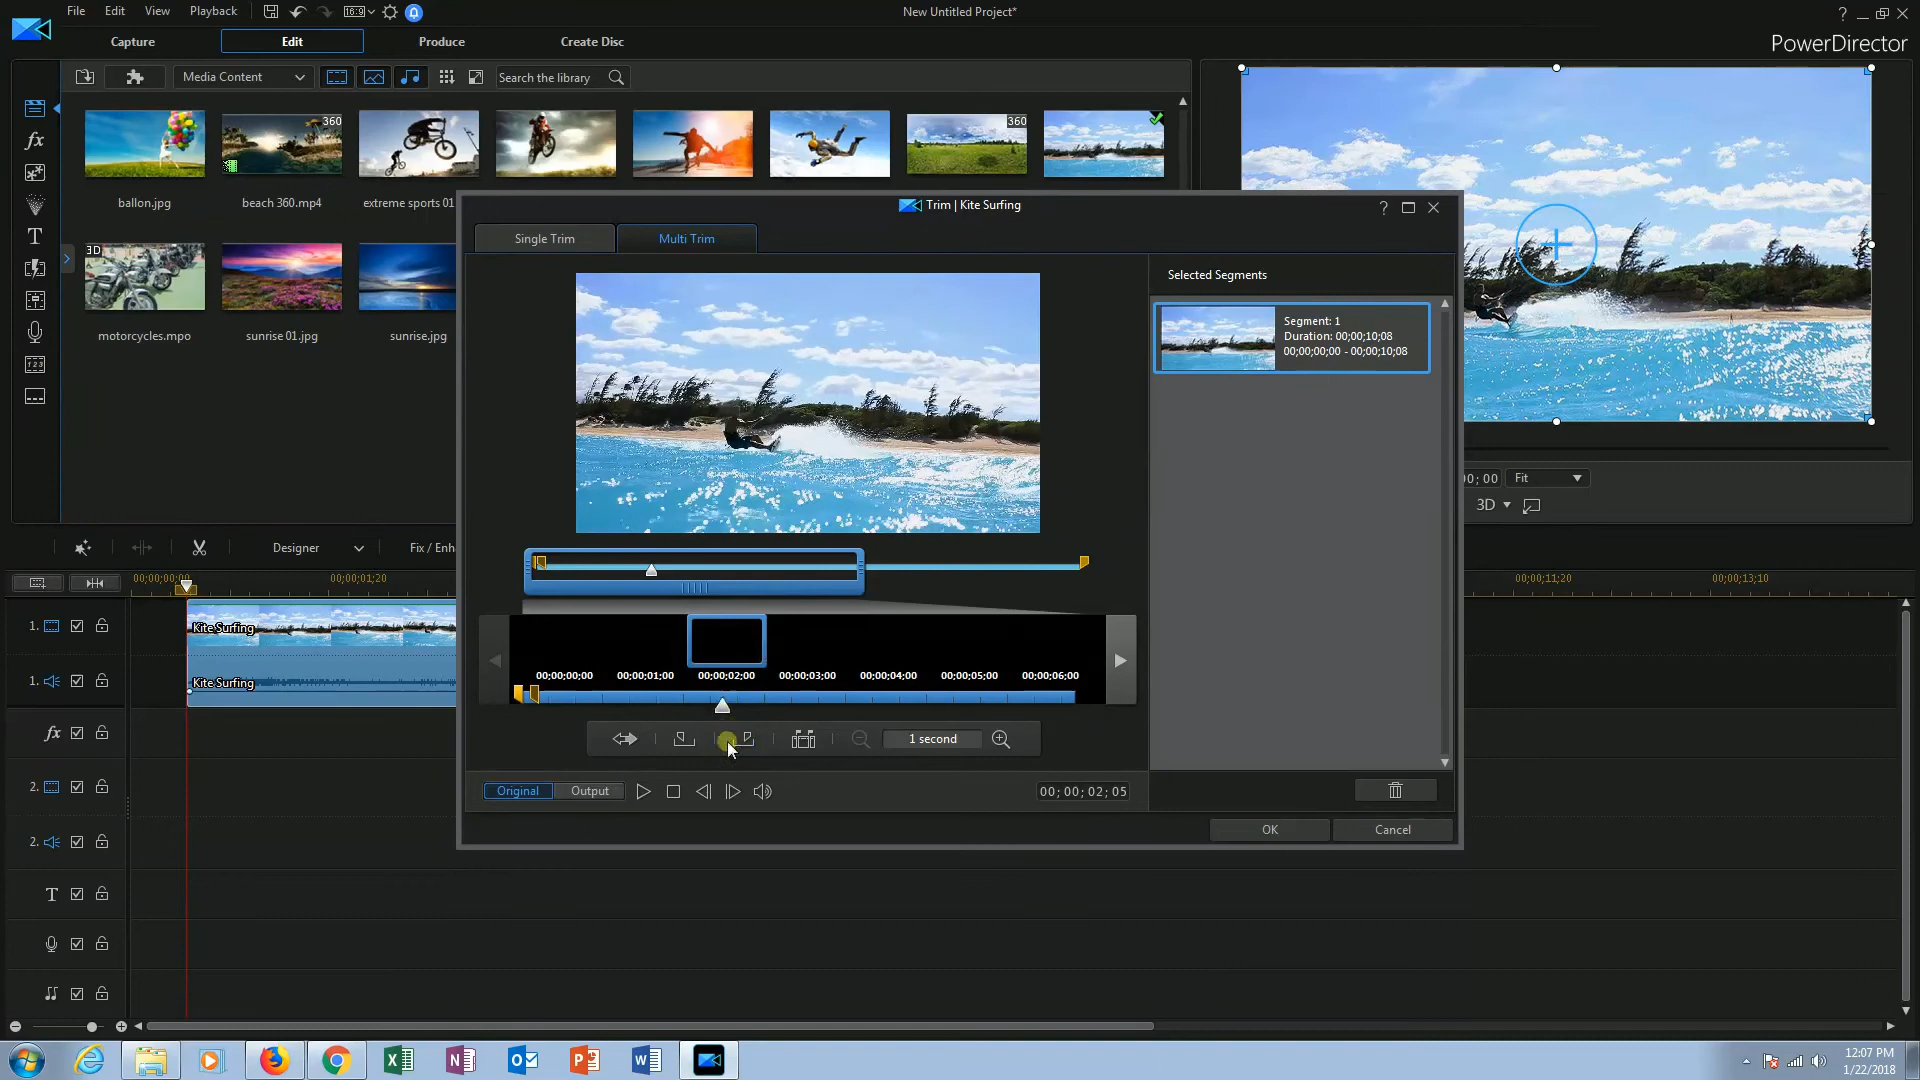 File Edit View Playback 16:9 New Untitled Project* ?
Capture Edit Produce Create Disc PowerDirector
Media Content Search the library
360 360
ballon.jpg beach 360.mp4 extreme sports 01
Trim | Kite Surfing ?
Single Trim Multi Trim
3D
Selected Segments
Segment: 1
Duration: 00;00;10;08
00;00;00;00 - 00;00;10;08
motorcycles.mpo sunrise 01.jpg sunrise.jpg
00; 00 Fit
3D
fx
T
Designer Fix / Enh
00;00;00;00 00;00;01;20 00;00;11;20 00;00;13;10
1. Kite Surfing
1. Kite Surfing
00;00;00;00 00;00;01;00 00;00;02;00 00;00;03;00 00;00;04;00 00;00;05;00 00;00;06;00
fx
1 second
2.
Original Output 00; 00; 02; 05
OK Cancel
2.
T
12:07 PM
1/22/2018